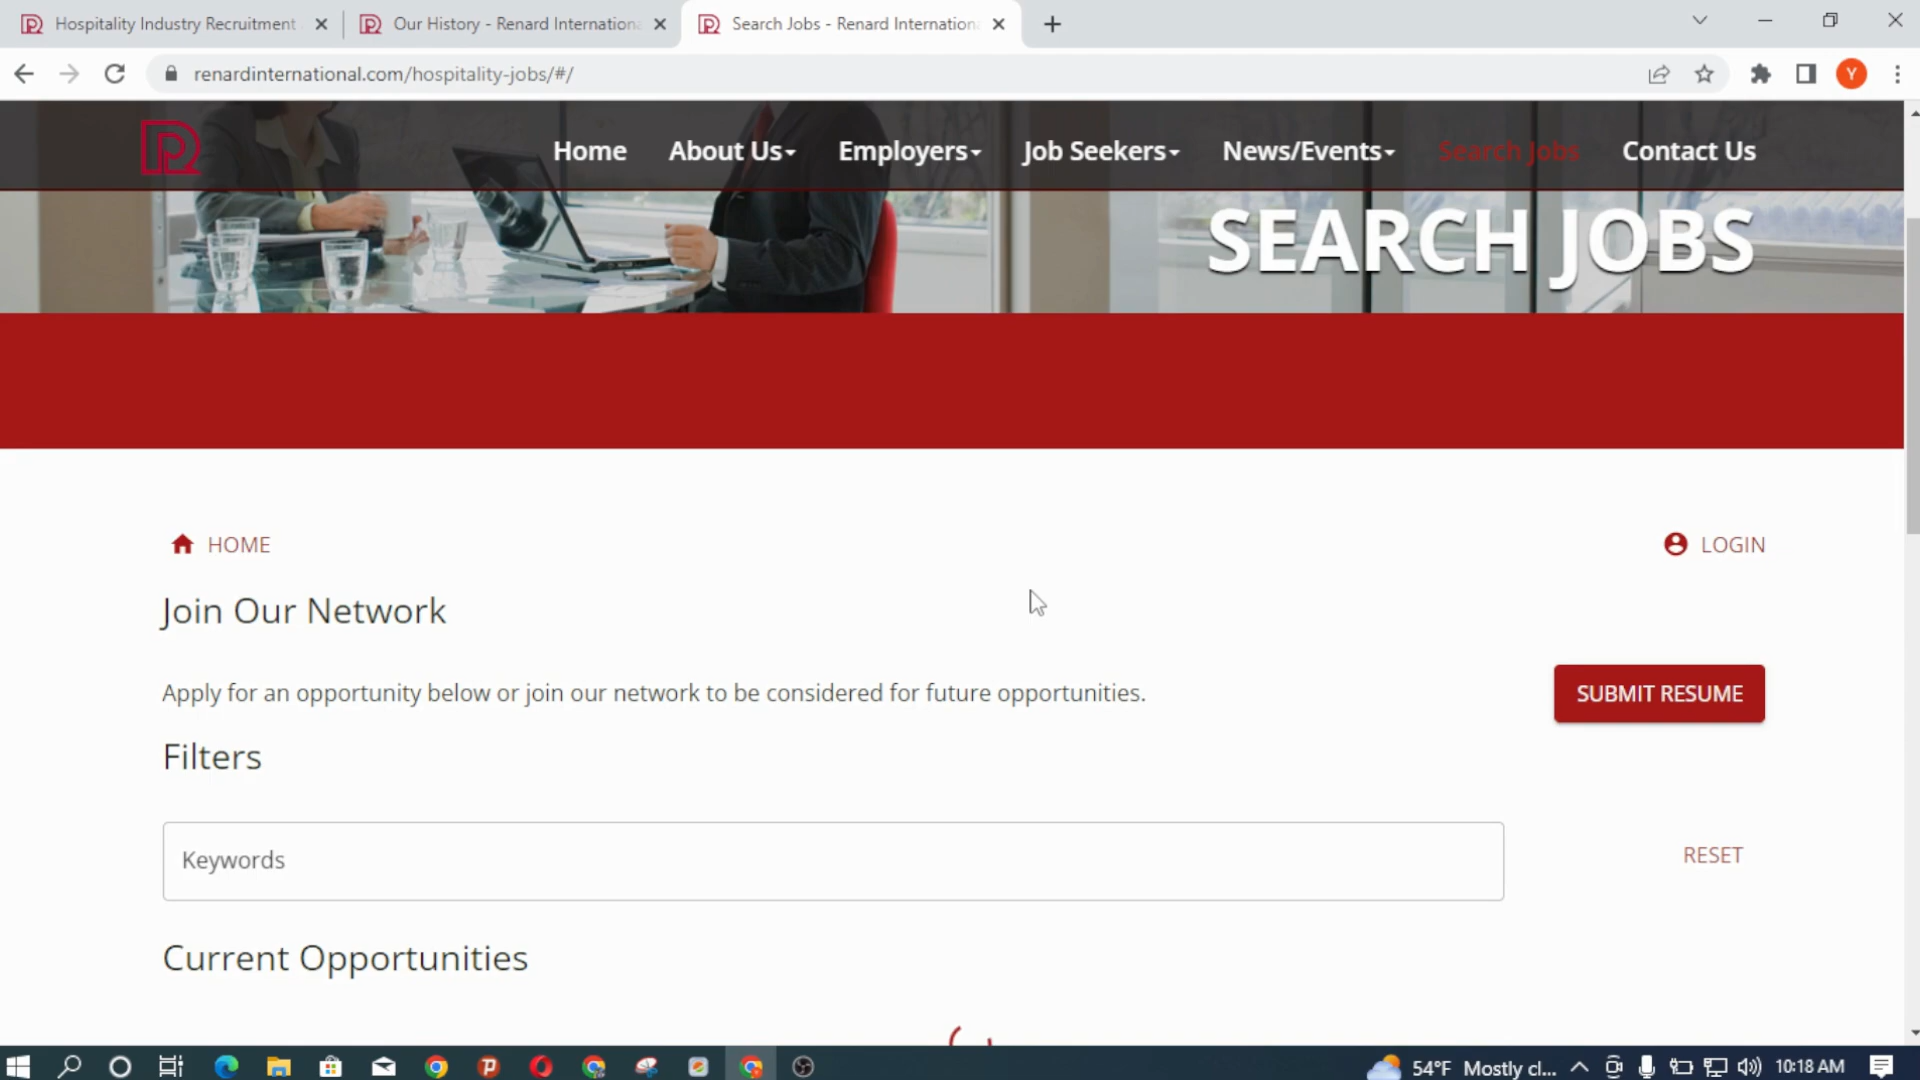 Hospitality Industry Recruitment
Our History - Renard Internationa
Search Jobs - Renard Internation
renardinternational.com/hospitality-jobs/#/
Y
Home
About Us
Employers
Job Seekers
News/Events
Search Jobs
Contact Us
SEARCH JOBS
HOME
LOGIN
Join Our Network
Apply for an opportunity below or join our network to be considered for future opportunities.
SUBMIT RESUME
Filters
Keywords
RESET
Current Opportunities
54°F Mostly cl...
10:18 AM